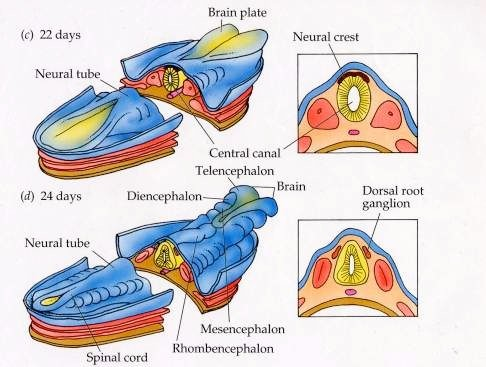 Brain plate
(c) 22 days
Neural crest
Neural tube
Central canal
Telencephalon
Brain
Diencephalon
(d) 24 days
Dorsal root
ganglion
Neural tube
Mesencephalon
Rhombencephalon
Spinal cord